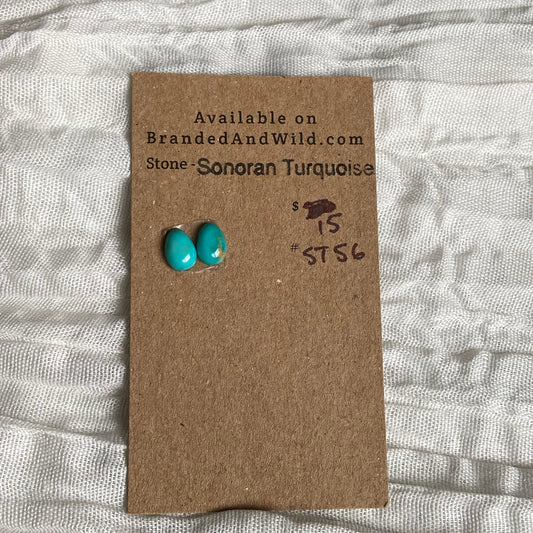 Available on
BrandedAndWild.com
Stone - Sonoran Turquoise
$
15
# ST56